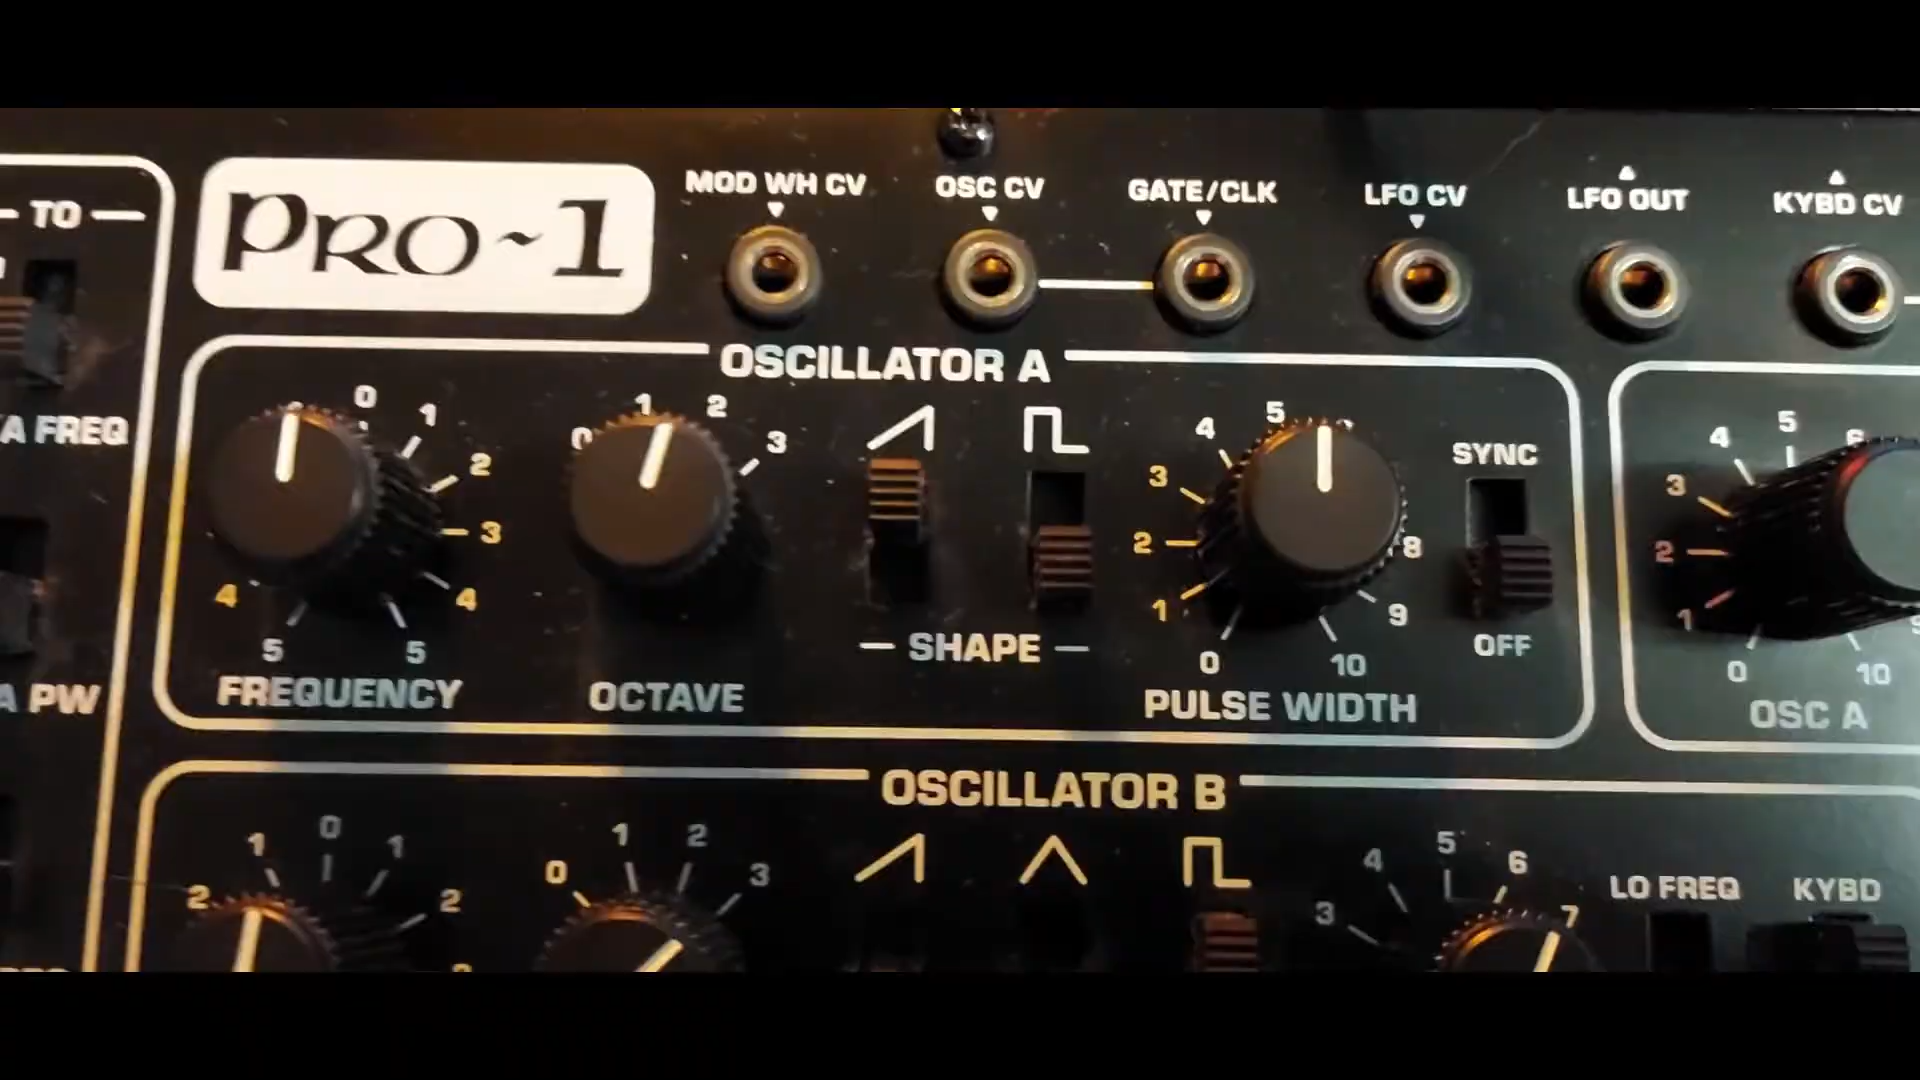 TO
PRO~1
MOD WH CV
OSC CV
GATE/CLK
LFO CV
LFO OUT
KYBD CV
A FREQ
OSCILLATOR A
0 1 2 3 4 5
4 5
FREQUENCY
0 1 2 3
OCTAVE
SHAPE
0 1 2 3 4 5 8 9 10
PULSE WIDTH
SYNC
OFF
0 1 2 3 4 5 6 10
OSC A
A PW
OSCILLATOR B
2 1 0 1 2
0 1 2 3
3 4 5 6 7
LO FREQ
KYBD